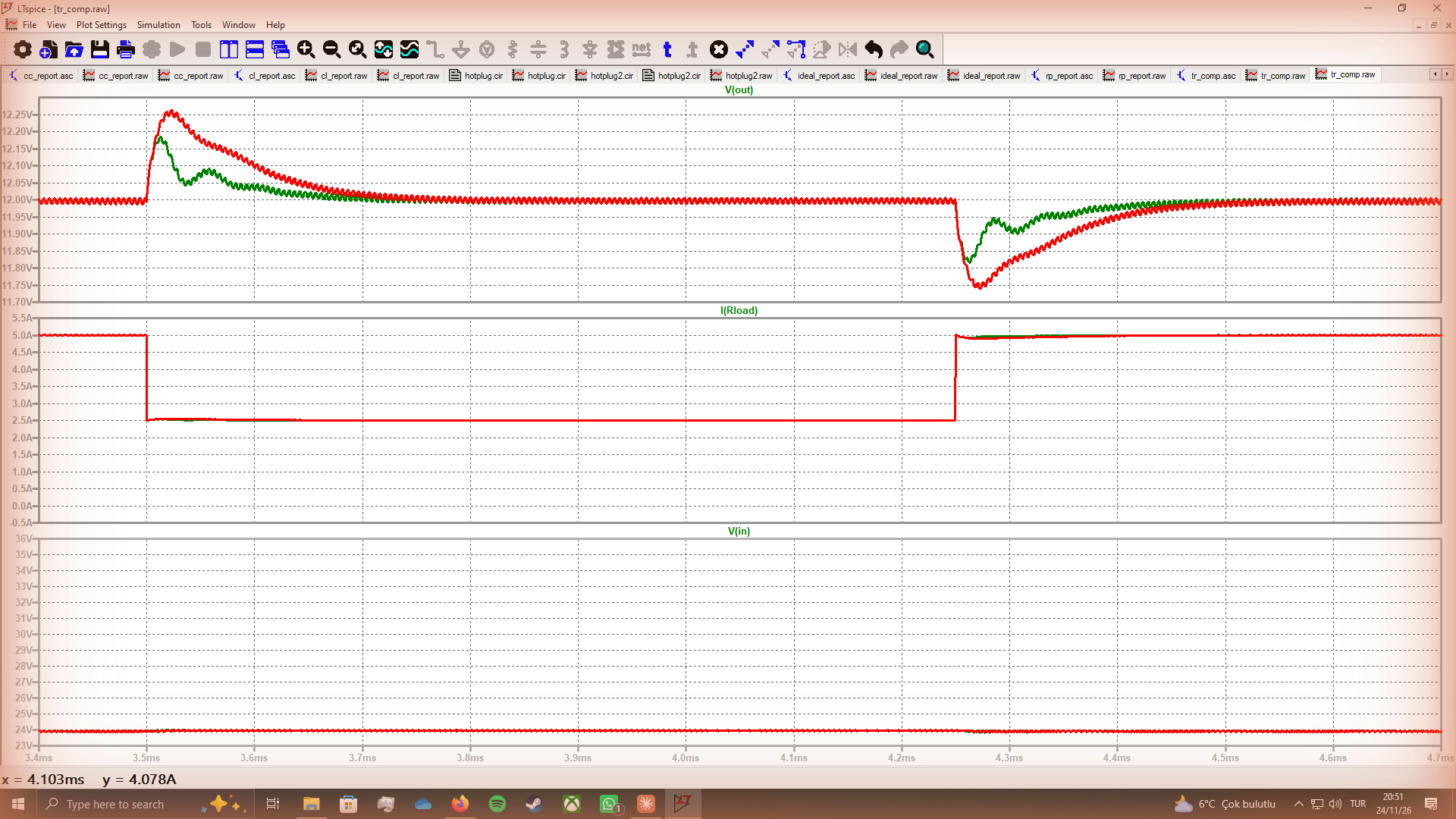 LTspice - [tr_comp.raw]
File View Plot Settings Simulation Tools Window Help
cc_report.asc cc_report.raw cc_report.raw cl_report.asc cl_report.raw cl_report.raw hotplug.cir hotplug.cir hotplug2.cir hotplug2.cir hotplug2.raw ideal_report.asc ideal_report.raw ideal_report.raw rp_report.asc rp_report.raw tr_comp.asc tr_comp.raw tr_comp.raw
V(out)
12.25V
12.20V
12.15V
12.10V
12.05V
12.00V
11.95V
11.90V
11.85V
11.80V
11.75V
11.70V
I(Rload)
5.5A
5.0A
4.5A
4.0A
3.5A
3.0A
2.5A
2.0A
1.5A
1.0A
0.5A
0.0A
-0.5A
V(in)
36V
35V
34V
33V
32V
31V
30V
29V
28V
27V
26V
25V
24V
23V
3.4ms 3.5ms 3.6ms 3.7ms 3.8ms 3.9ms 4.0ms 4.1ms 4.2ms 4.3ms 4.4ms 4.5ms 4.6ms 4.7ms
x = 4.103ms y = 4.078A
Type here to search 1 6°C Çok bulutlu TUR 20:51
24/11/26